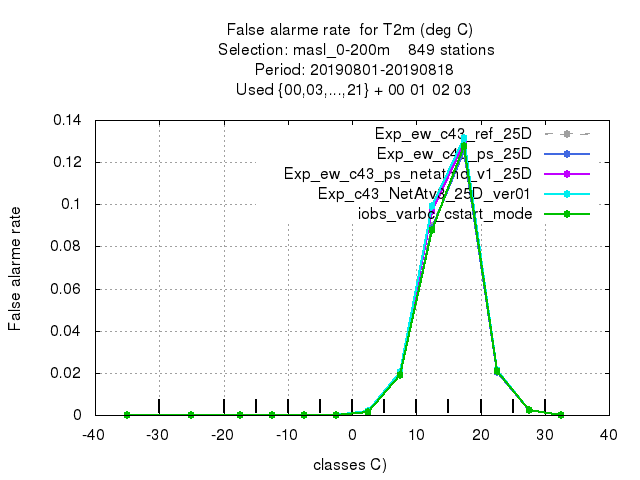 False alarme rate  for T2m (deg C)
Selection: masl_0-200m    849 stations
Period: 20190801-20190818
Used {00,03,...,21} + 00 01 02 03
0.14
0.12
0.1
0.08
0.06
0.04
0.02
0
False alarme rate
Exp_ew_c43_ref_25D
Exp_ew_c43_ps_25D
Exp_ew_c43_ps_netatmo_v1_25D
Exp_c43_NetAtv3_25D_ver01
iobs_varbc_cstart_mode
-40 -30 -20 -10 0 10 20 30 40
classes C)